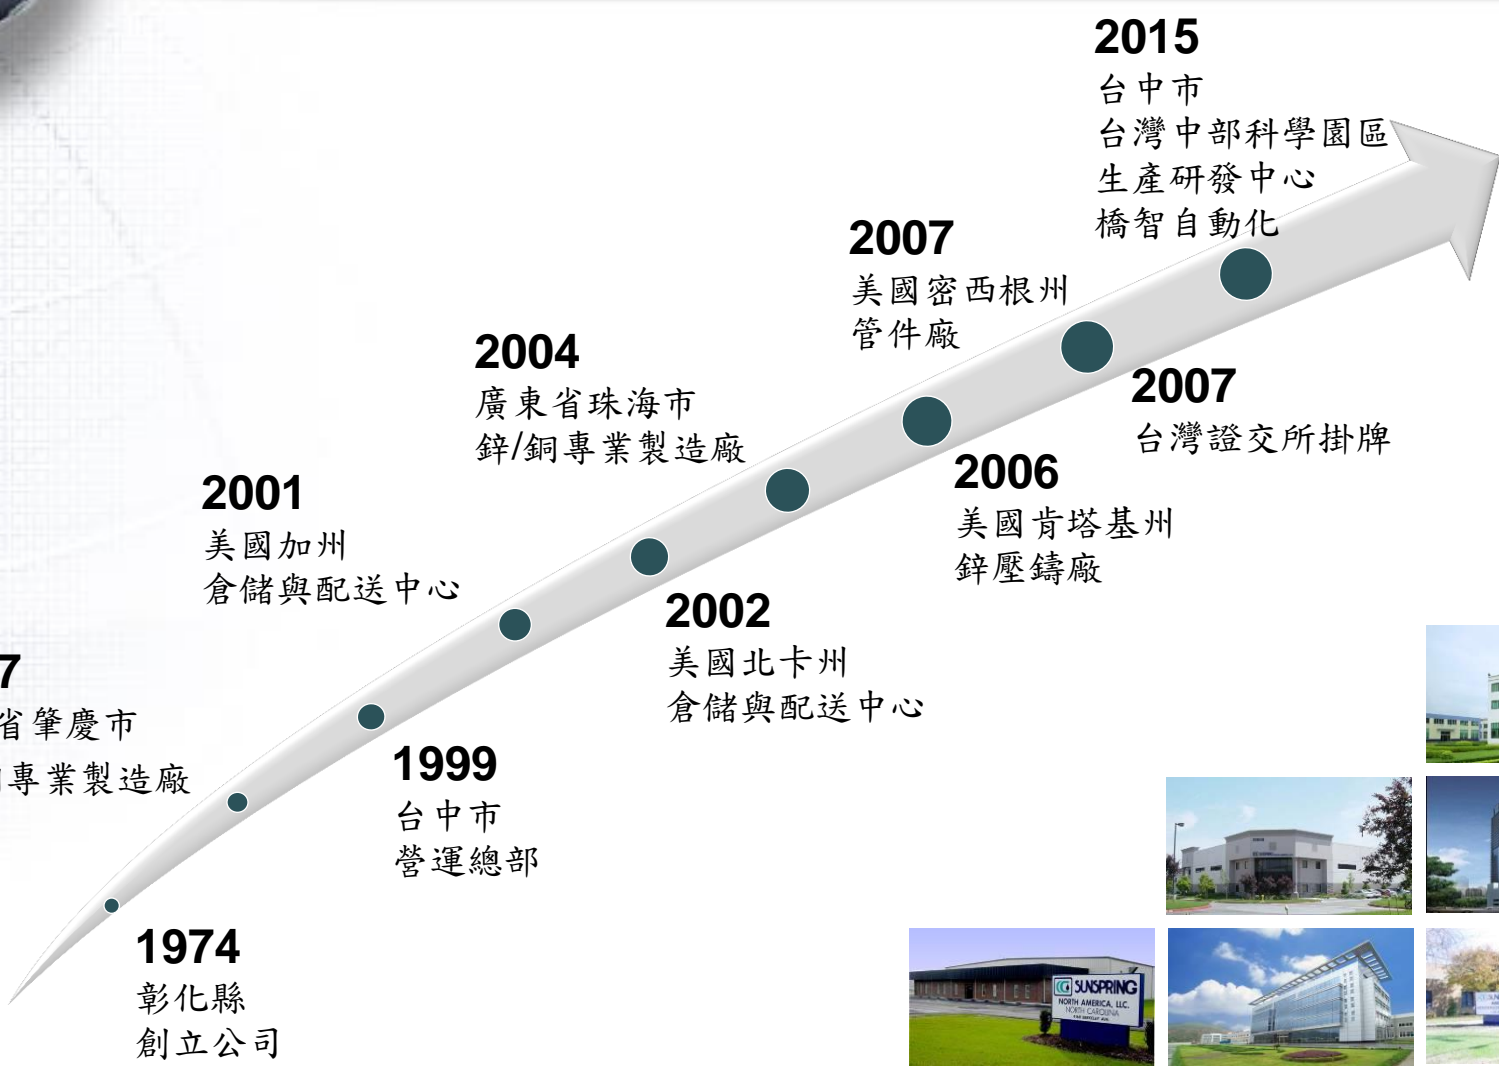 2015
台中市
台灣中部科學園區
生產研發中心
橋智自動化
2007
美國密西根州
管件廠
2004
廣東省珠海市
鋅/銅專業製造廠
2007
台灣證交所掛牌
2001
美國加州
倉儲與配送中心
2006
美國肯塔基州
鋅壓鑄廠
2002
美國北卡州
倉儲與配送中心
7
省肇慶市
專業製造廠
1999
台中市
營運總部
1974
彰化縣
創立公司
SUNSPRING
NORTH AMERICA, LLC.
NORTH CAROLINA